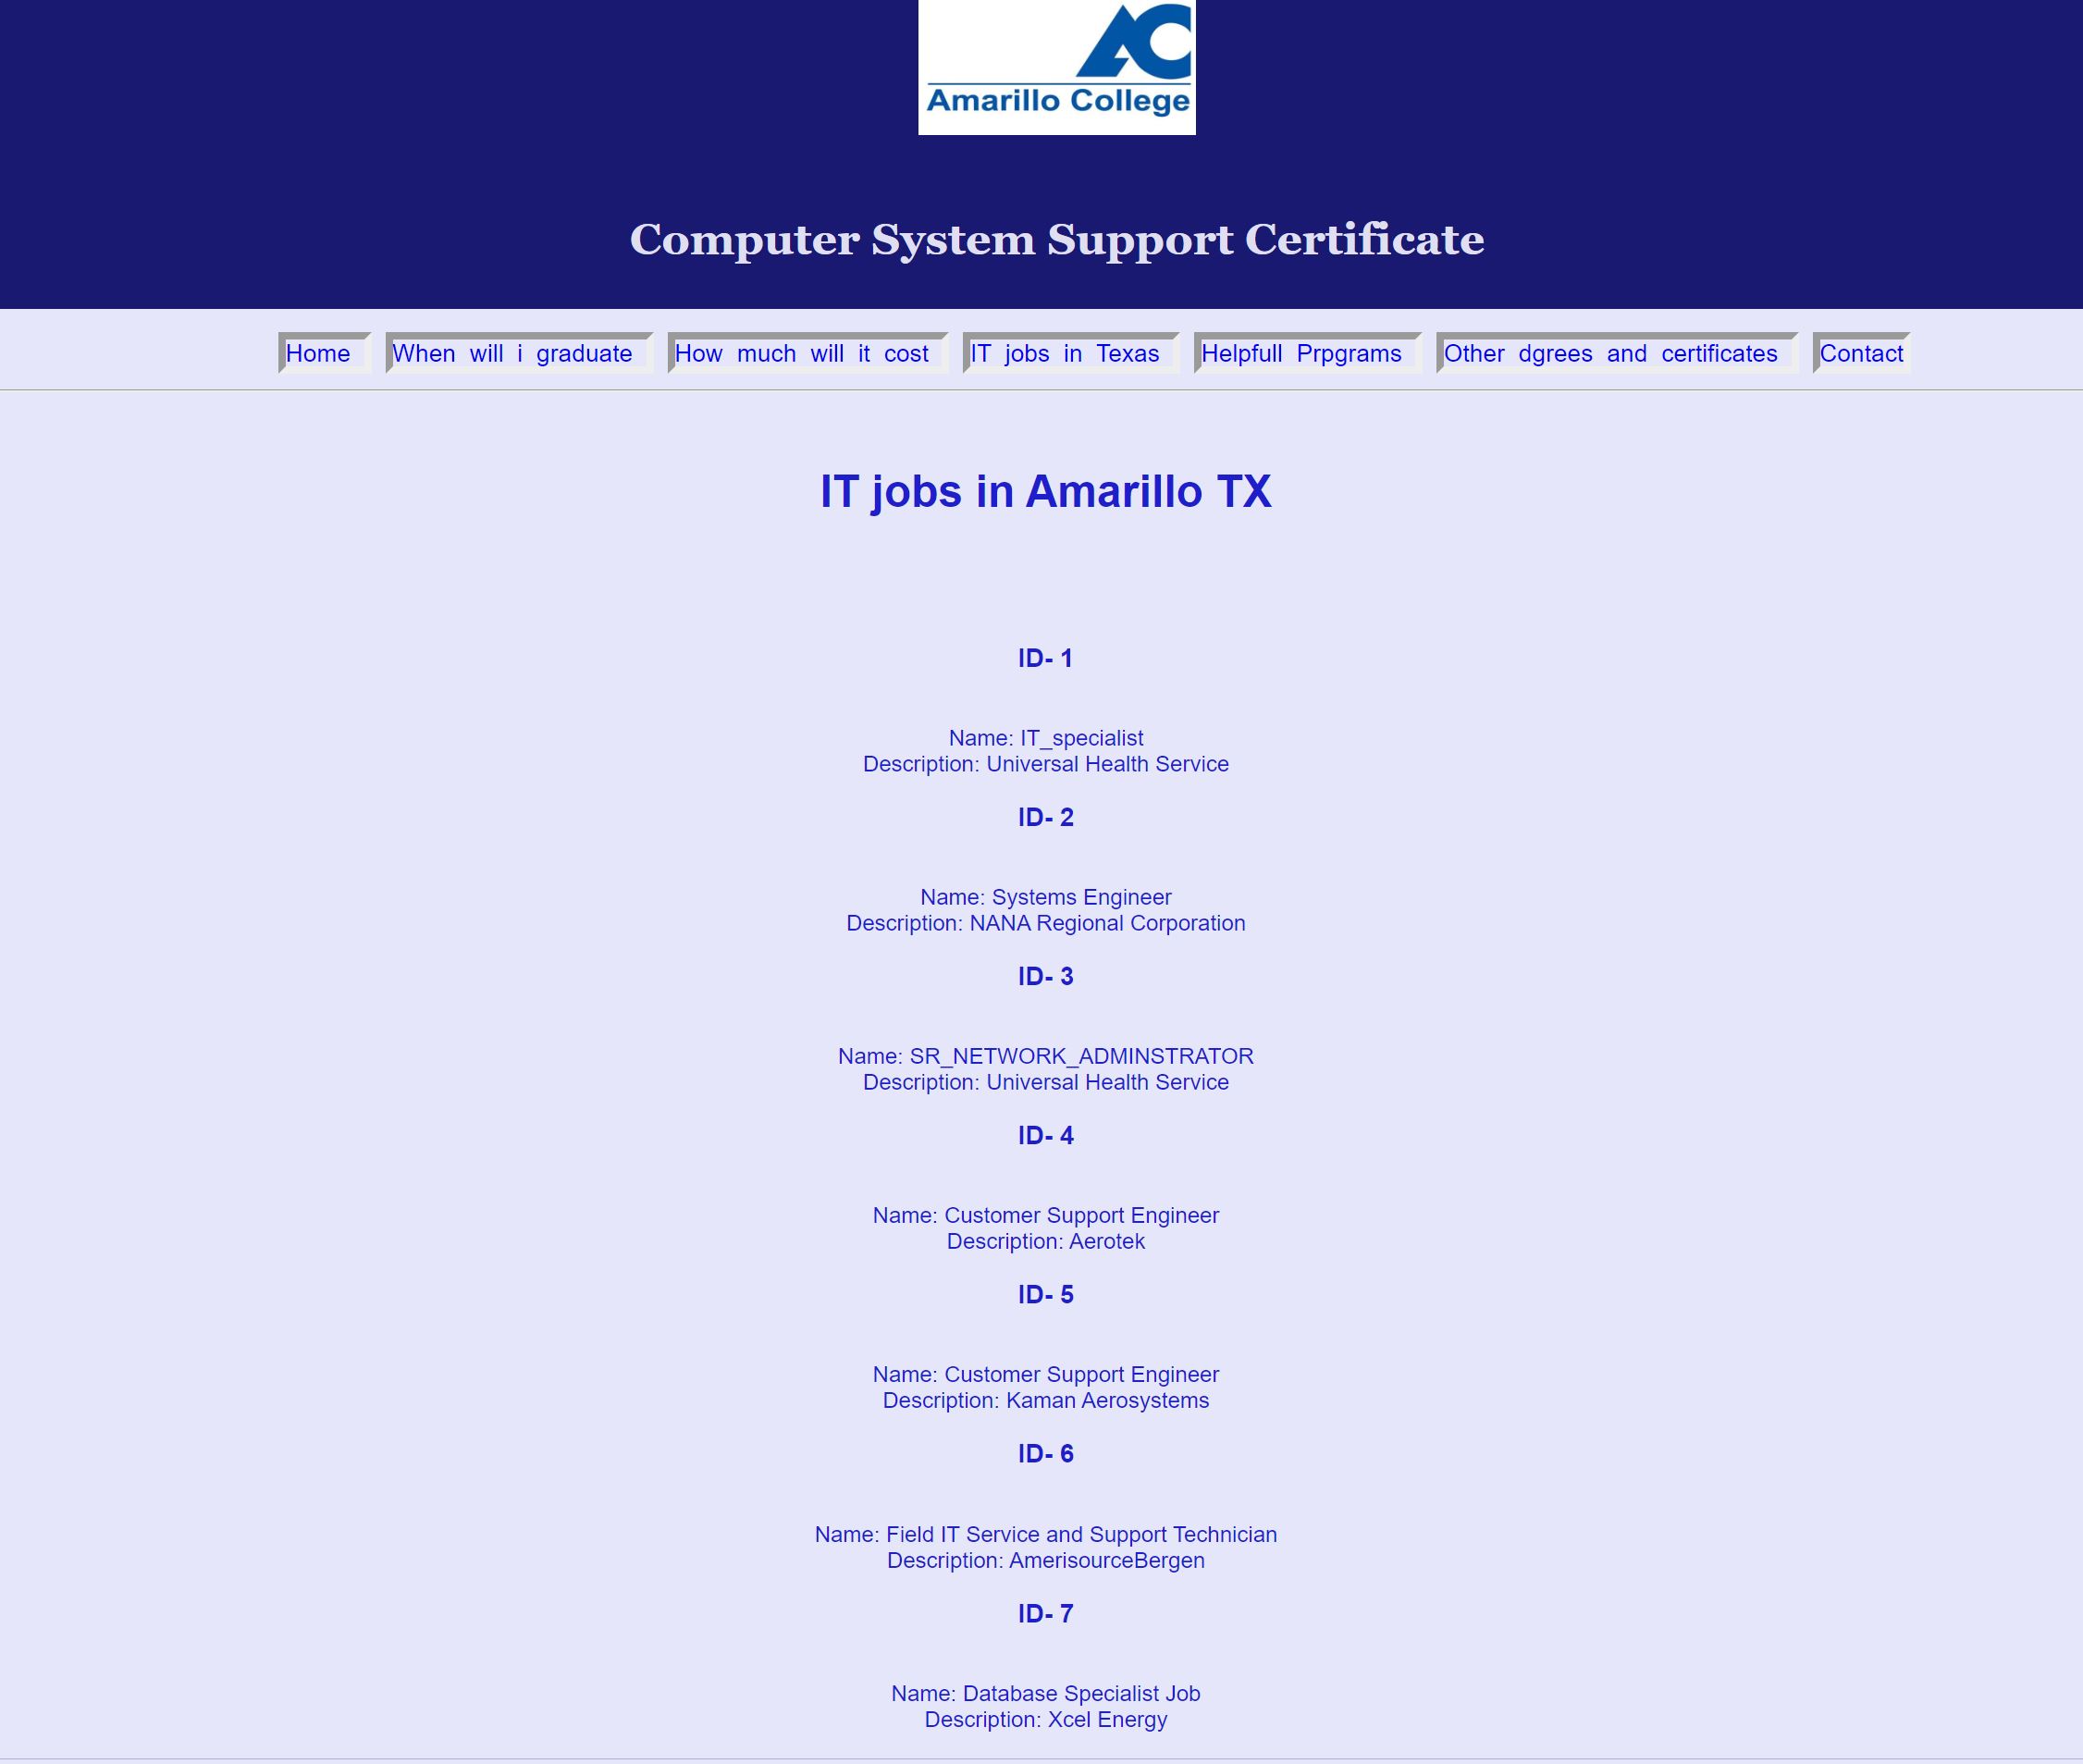 AC
Amarillo College
Computer System Support Certificate
Home When will i graduate How much will it cost IT jobs in Texas Helpfull Prpgrams Other dgrees and certificates Contact
IT jobs in Amarillo TX
ID- 1
Name: IT_specialist
Description: Universal Health Service
ID- 2
Name: Systems Engineer
Description: NANA Regional Corporation
ID- 3
Name: SR_NETWORK_ADMINSTRATOR
Description: Universal Health Service
ID- 4
Name: Customer Support Engineer
Description: Aerotek
ID- 5
Name: Customer Support Engineer
Description: Kaman Aerosystems
ID- 6
Name: Field IT Service and Support Technician
Description: AmerisourceBergen
ID- 7
Name: Database Specialist Job
Description: Xcel Energy